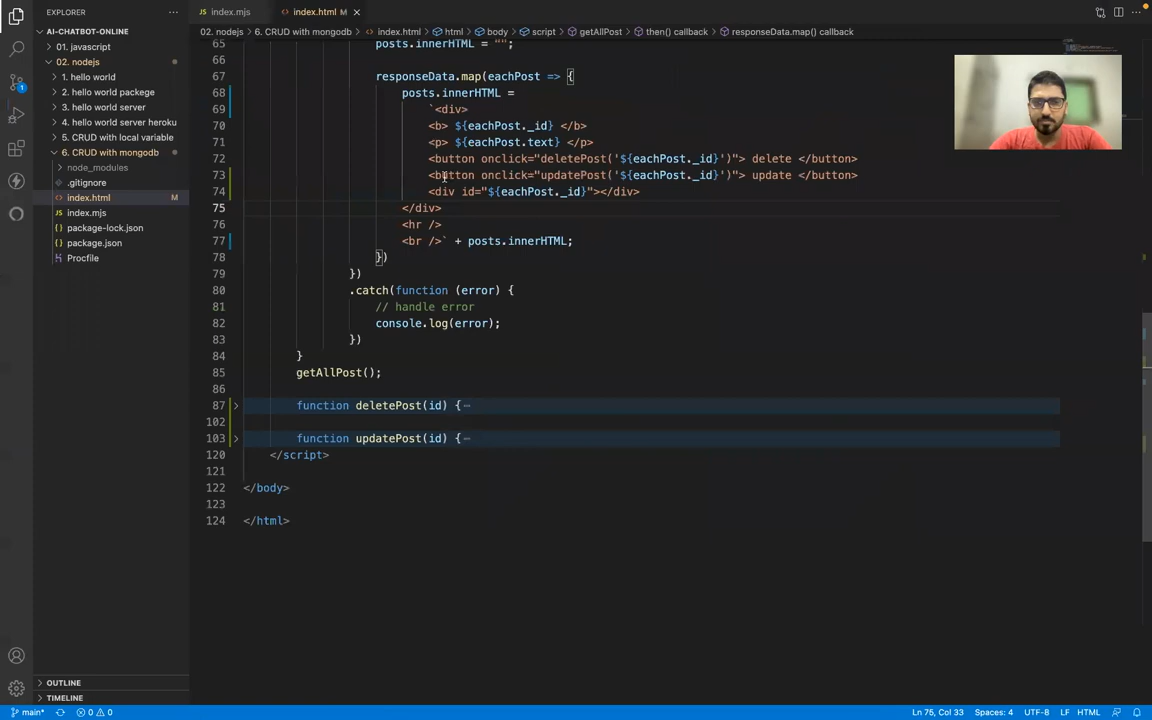 EXPLORER
···
AI-CHATBOT-ONLINE
01. javascript
02. nodejs
1. hello world
2. hello world packege
3. hello world server
4. hello world server heroku
5. CRUD with local variable
6. CRUD with mongodb
node_modules
.gitignore
index.html M
index.mjs
package-lock.json
package.json
Procfile
OUTLINE
TIMELINE
index.mjs
index.html M
02. nodejs > 6. CRUD with mongodb > index.html > html > body > script > getAllPost > then() callback > responseData.map() callback
65 posts.innerHTML = "";
66
67 responseData.map(eachPost => {
68 posts.innerHTML =
69 `<div>
70 <b> ${eachPost._id} </b>
71 <p> ${eachPost.text} </p>
72 <button onclick="deletePost('${eachPost._id}')"> delete </button>
73 <button onclick="updatePost('${eachPost._id}')"> update </button>
74 <div id="${eachPost._id}"></div>
75 </div>
76 <hr />
77 <br />` + posts.innerHTML;
78 })
79 })
80 .catch(function (error) {
81 // handle error
82 console.log(error);
83 })
84 }
85 getAllPost();
86
87 function deletePost(id) {···
102
103 function updatePost(id) {···
120 </script>
121
122 </body>
123
124 </html>
main* 0 0 Ln 75, Col 33 Spaces: 4 UTF-8 LF HTML